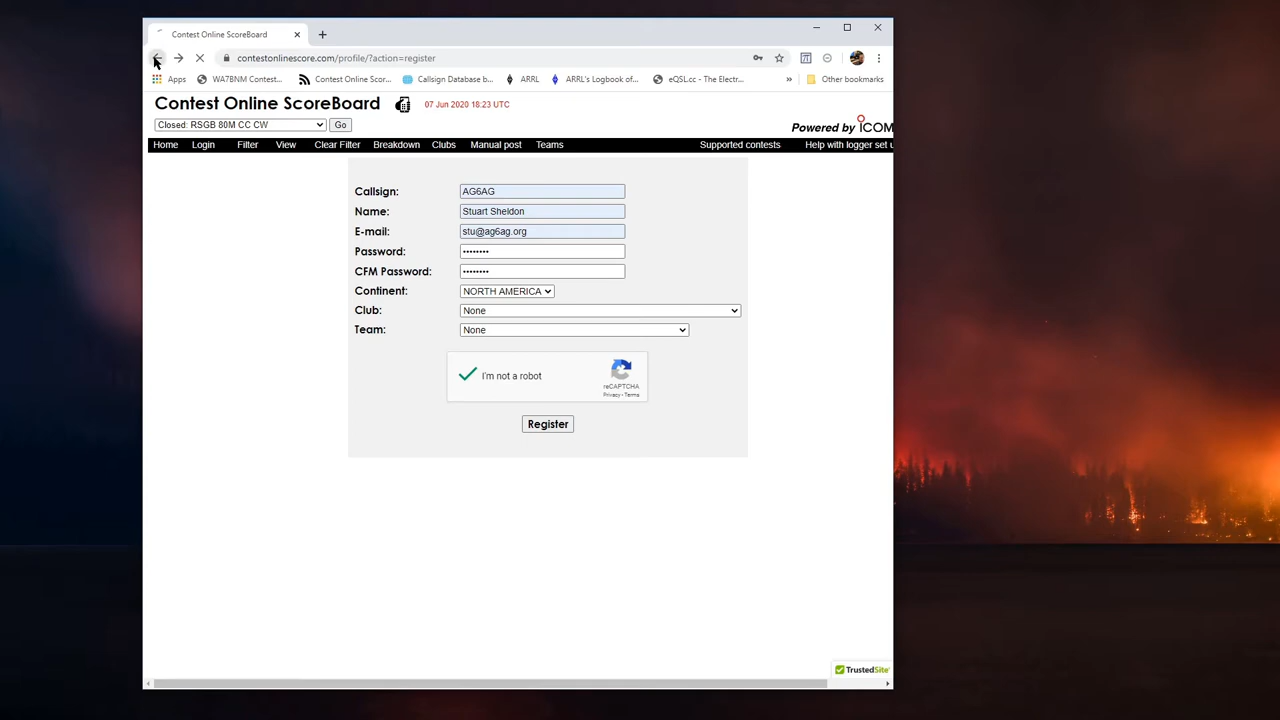 Contest Online ScoreBoard
contestonlinescore.com/profile/?action=register
Apps WA7BNM Contest... Contest Online Scor... Callsign Database b... ARRL ARRL's Logbook of... eQSL.cc - The Electr... » Other bookmarks
Contest Online ScoreBoard 07 Jun 2020 18:23 UTC
Closed: RSGB 80M CC CW Go
Powered by ICOM
Home Login Filter View Clear Filter Breakdown Clubs Manual post Teams Supported contests Help with logger set u
Callsign: AG6AG
Name: Stuart Sheldon
E-mail: stu@ag6ag.org
Password: ••••••••
CFM Password: ••••••••
Continent: NORTH AMERICA
Club: None
Team: None
I'm not a robot
reCAPTCHA
Privacy - Terms
Register
TrustedSite